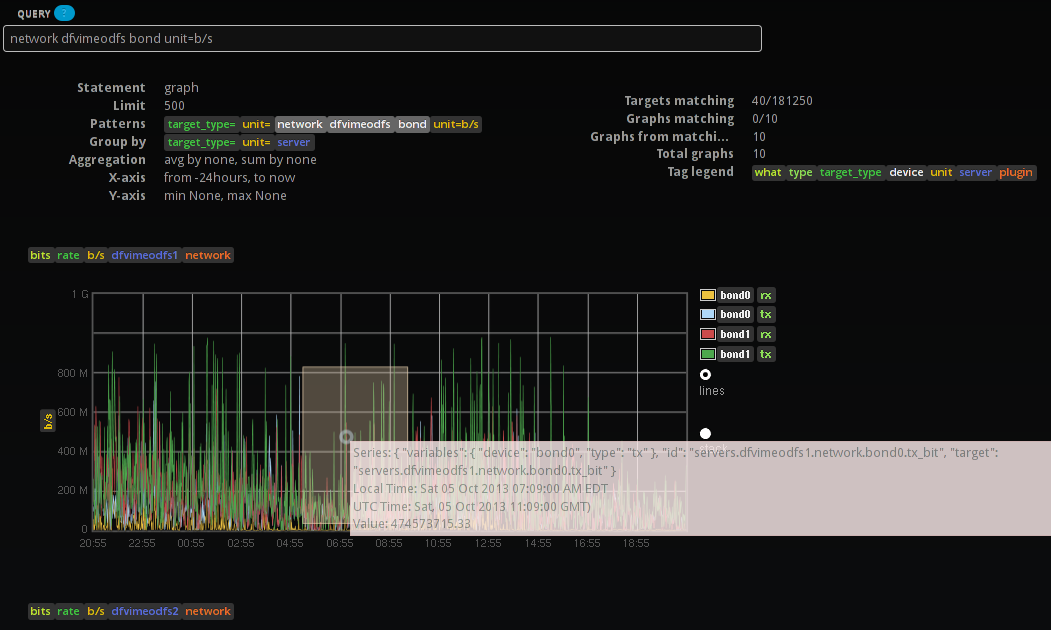 QUERY
network dfvimeodfs bond unit=b/s
Statement graph
Limit 500
Patterns target_type= unit= network dfvimeodfs bond unit=b/s
Group by target_type= unit= server
Aggregation avg by none, sum by none
X-axis from -24hours, to now
Y-axis min None, max None
Targets matching 40/181250
Graphs matching 0/10
Graphs from matchi... 10
Total graphs 10
Tag legend what type target_type device unit server plugin
bits rate b/s dfvimeodfs1 network
1 G
800 M
600 M
400 M
200 M
0
b/s
20:55 22:55 00:55 02:55 04:55 06:55 08:55 10:55 12:55 14:55 16:55 18:55
bond0 rx
bond0 tx
bond1 rx
bond1 tx
lines
Series: { "variables": { "device": "bond0", "type": "tx" }, "id": "servers.dfvimeodfs1.network.bond0.tx_bit", "target":
"servers.dfvimeodfs1.network.bond0.tx_bit" }
Local Time: Sat 05 Oct 2013 07:09:00 AM EDT
UTC Time: Sat, 05 Oct 2013 11:09:00 GMT)
Value: 474573715.33
bits rate b/s dfvimeodfs2 network